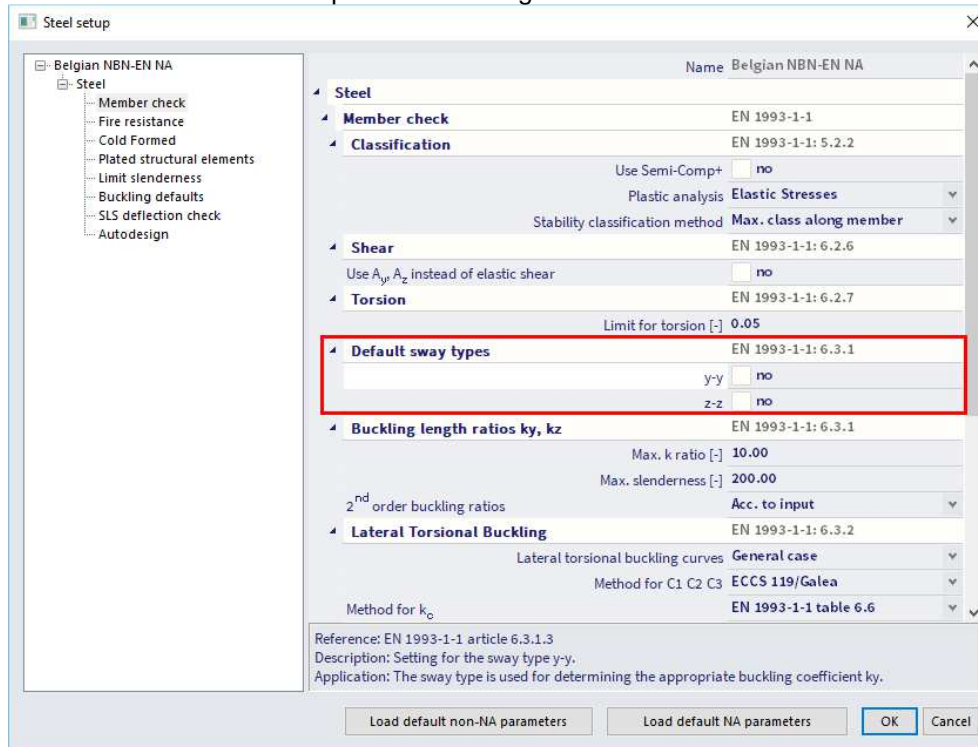 Steel setup
Belgian NBN-EN NA
Steel
Member check
Fire resistance
Cold Formed
Plated structural elements
Limit slenderness
Buckling defaults
SLS deflection check
Autodesign
Name Belgian NBN-EN NA
Steel
Member check EN 1993-1-1
Classification EN 1993-1-1: 5.2.2
Use Semi-Comp+ no
Plastic analysis Elastic Stresses
Stability classification method Max. class along member
Shear EN 1993-1-1: 6.2.6
Use Ay, Az instead of elastic shear no
Torsion EN 1993-1-1: 6.2.7
Limit for torsion [-] 0.05
Default sway types EN 1993-1-1: 6.3.1
y-y no
z-z no
Buckling length ratios ky, kz EN 1993-1-1: 6.3.1
Max. k ratio [-] 10.00
Max. slenderness [-] 200.00
2nd order buckling ratios Acc. to input
Lateral Torsional Buckling EN 1993-1-1: 6.3.2
Lateral torsional buckling curves General case
Method for C1 C2 C3 ECCS 119/Galea
Method for kc EN 1993-1-1 table 6.6
Reference: EN 1993-1-1 article 6.3.1.3
Description: Setting for the sway type y-y.
Application: The sway type is used for determining the appropriate buckling coefficient ky.
Load default non-NA parameters Load default NA parameters OK Cancel